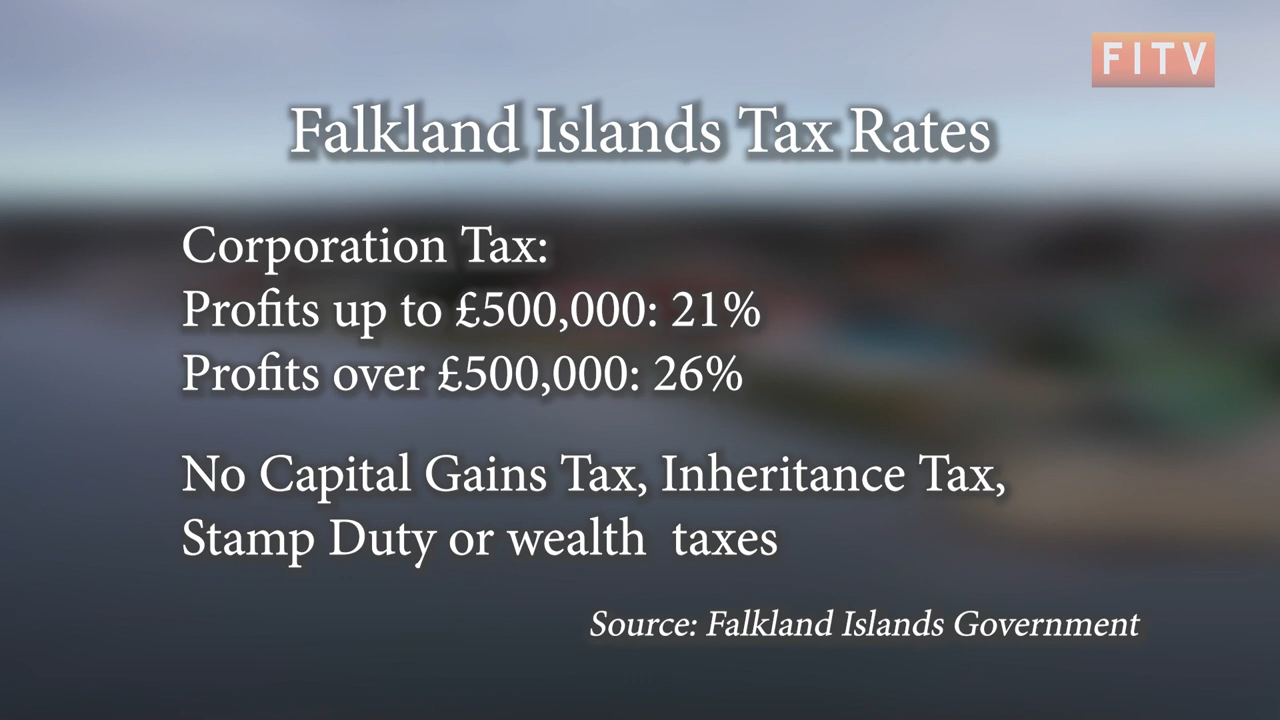 FITV
Falkland Islands Tax Rates
Corporation Tax:
Profits up to £500,000: 21%
Profits over £500,000: 26%
No Capital Gains Tax, Inheritance Tax,
Stamp Duty or wealth  taxes
Source: Falkland Islands Government